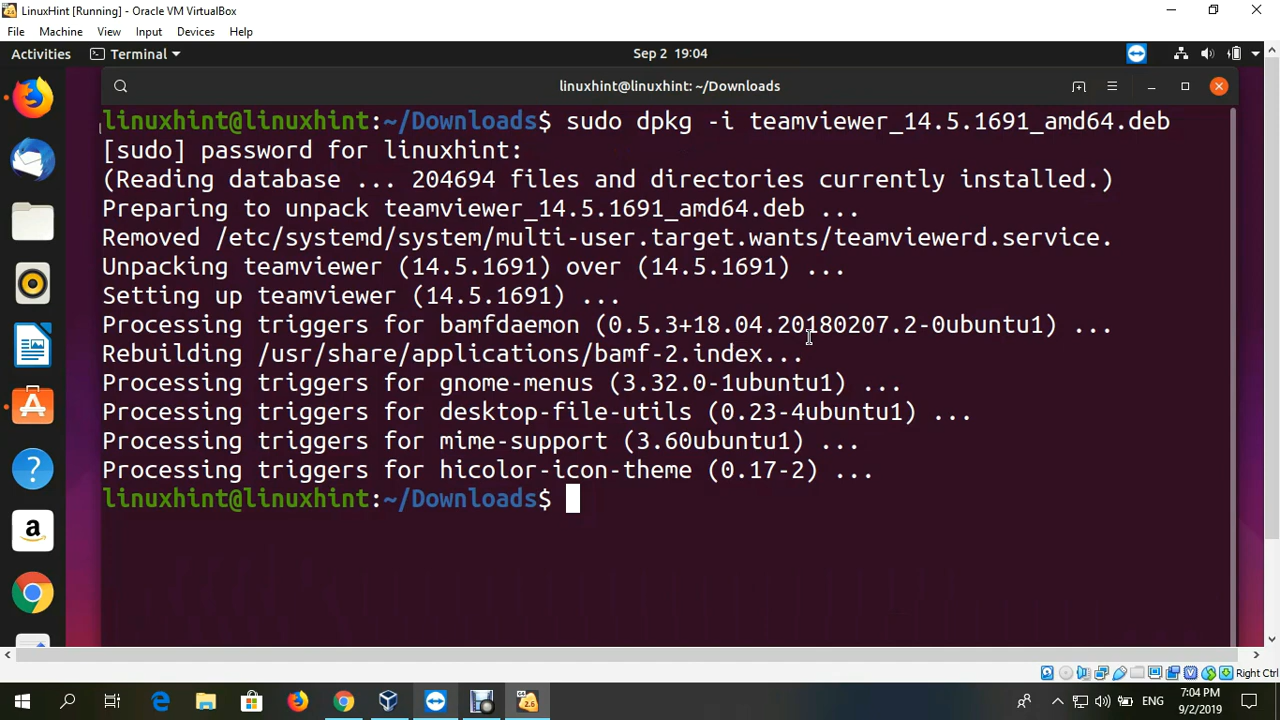 LinuxHint [Running] - Oracle VM VirtualBox
File Machine View Input Devices Help
Activities Terminal Sep 2 19:04
linuxhint@linuxhint: ~/Downloads
linuxhint@linuxhint:~/Downloads$ sudo dpkg -i teamviewer_14.5.1691_amd64.deb
[sudo] password for linuxhint:
(Reading database ... 204694 files and directories currently installed.)
Preparing to unpack teamviewer_14.5.1691_amd64.deb ...
Removed /etc/systemd/system/multi-user.target.wants/teamviewerd.service.
Unpacking teamviewer (14.5.1691) over (14.5.1691) ...
Setting up teamviewer (14.5.1691) ...
Processing triggers for bamfdaemon (0.5.3+18.04.20180207.2-0ubuntu1) ...
Rebuilding /usr/share/applications/bamf-2.index...
Processing triggers for gnome-menus (3.32.0-1ubuntu1) ...
Processing triggers for desktop-file-utils (0.23-4ubuntu1) ...
Processing triggers for mime-support (3.60ubuntu1) ...
Processing triggers for hicolor-icon-theme (0.17-2) ...
linuxhint@linuxhint:~/Downloads$
Right Ctrl
ENG
7:04 PM
9/2/2019